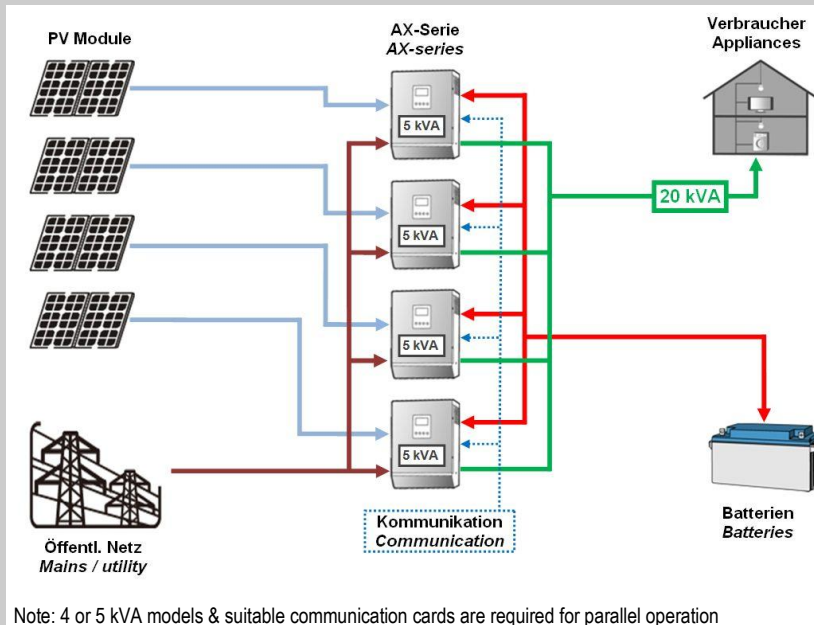 PV Module
AX-Serie
AX-series
Verbraucher
Appliances
5 kVA
5 kVA
5 kVA
5 kVA
20 kVA
Kommunikation
Communication
Öffentl. Netz
Mains / utility
Batterien
Batteries
Note: 4 or 5 kVA models & suitable communication cards are required for parallel operation